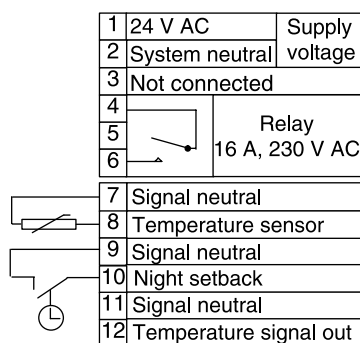 1 24 V AC Supply
2 System neutral voltage
3 Not connected
4
5 Relay
6 16 A, 230 V AC
7 Signal neutral
8 Temperature sensor
9 Signal neutral
10 Night setback
11 Signal neutral
12 Temperature signal out